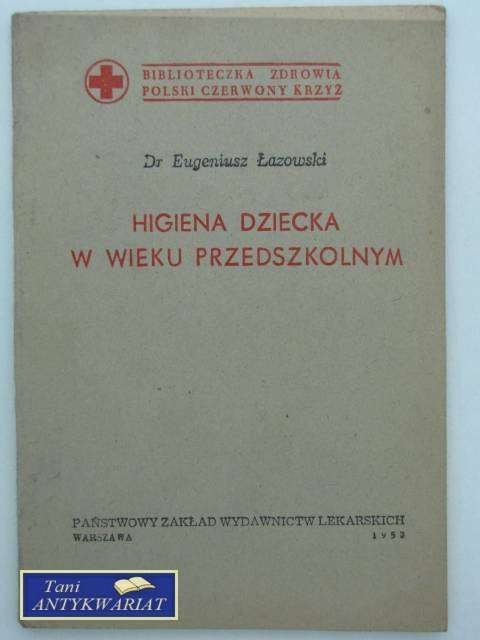 BIBLIOTECZKA ZDROWIA
POLSKI CZERWONY KRZYŻ
Dr Eugeniusz Łazowski
HIGIENA DZIECKA
W WIEKU PRZEDSZKOLNYM
PAŃSTWOWY ZAKŁAD WYDAWNICTW LEKARSKICH
WARSZAWA 1953
Tani
ANTYKWARIAT